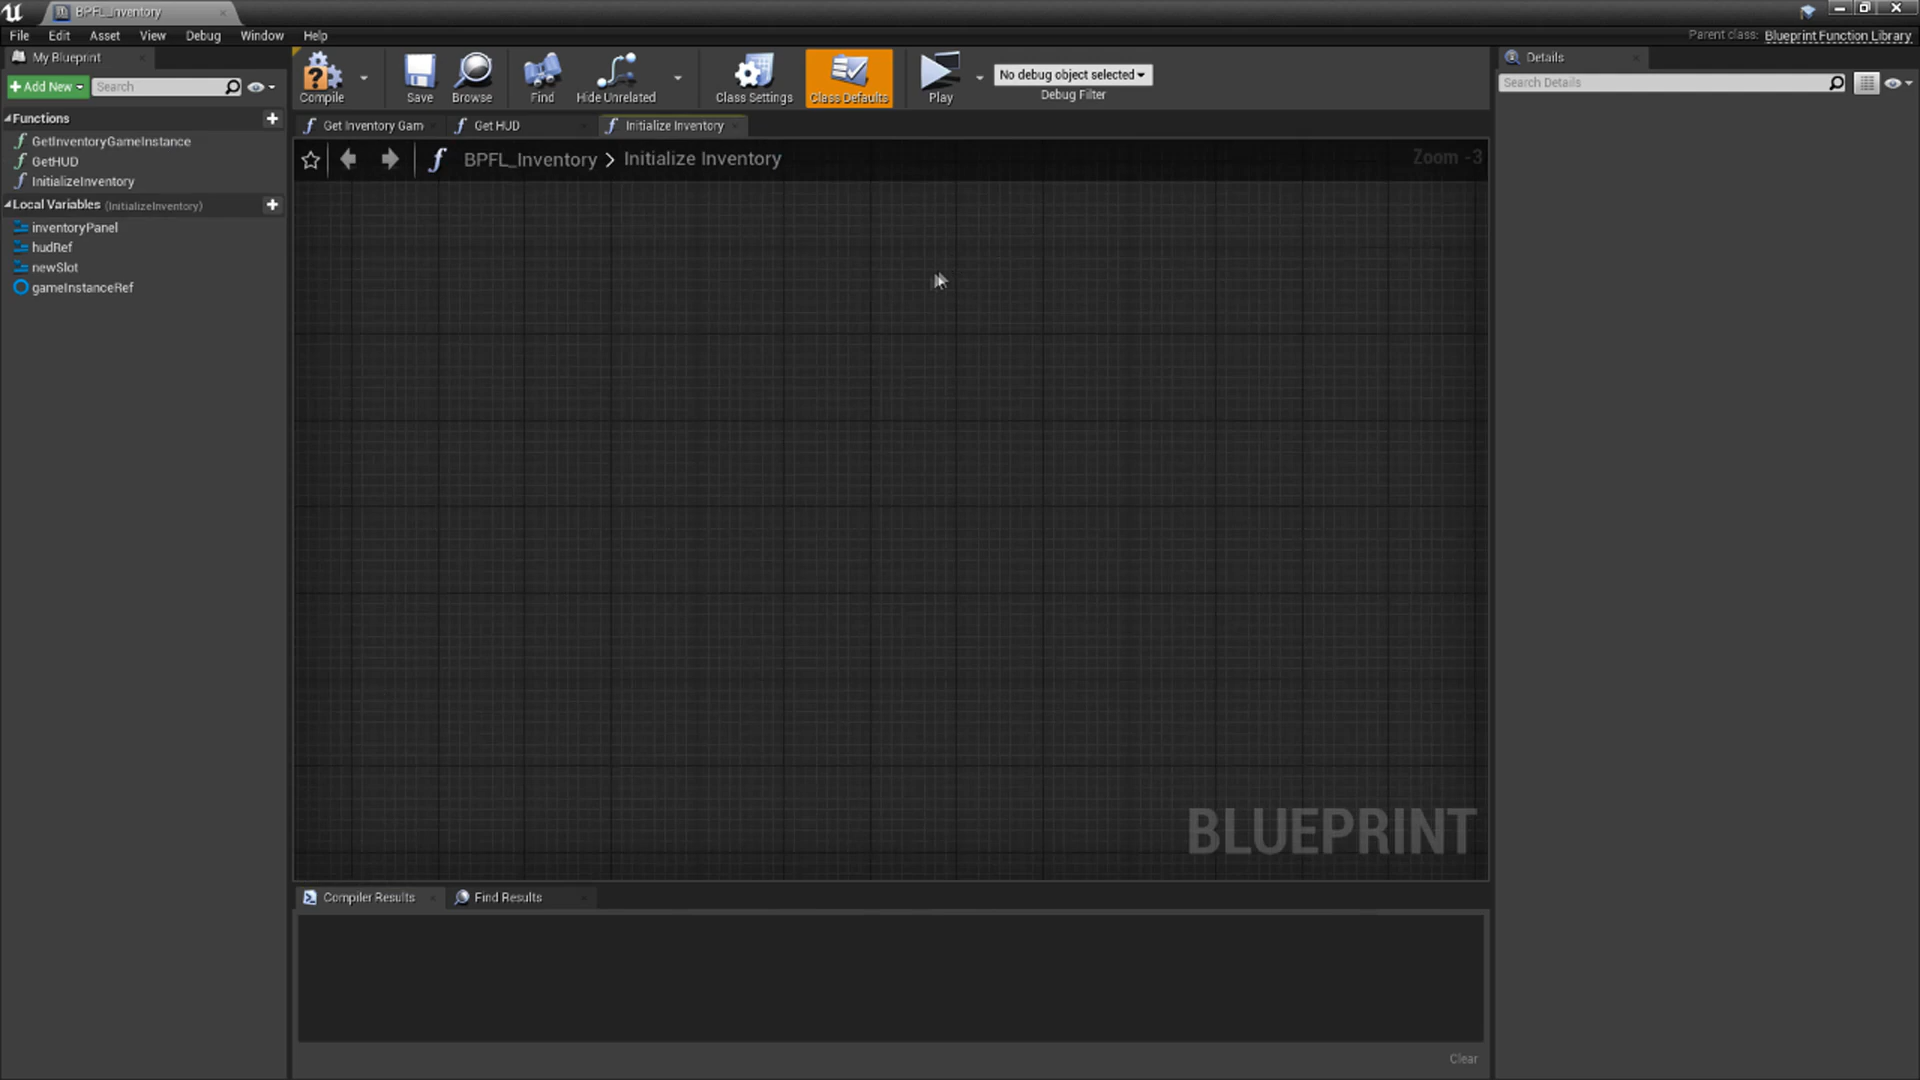 BPFL_Inventory
File Edit Asset View Debug Window Help
Parent class: Blueprint Function Library
My Blueprint
Add New
Search
Functions
GetInventoryGameInstance
GetHUD
InitializeInventory
Local Variables (InitializeInventory)
inventoryPanel
hudRef
newSlot
gameInstanceRef
Compile
Save
Browse
Find
Hide Unrelated
Class Settings
Class Defaults
Play
No debug object selected
Debug Filter
Get Inventory Gam
Get HUD
Initialize Inventory
BPFL_Inventory > Initialize Inventory
Zoom -3
BLUEPRINT
Compiler Results
Find Results
Clear
Details
Search Details